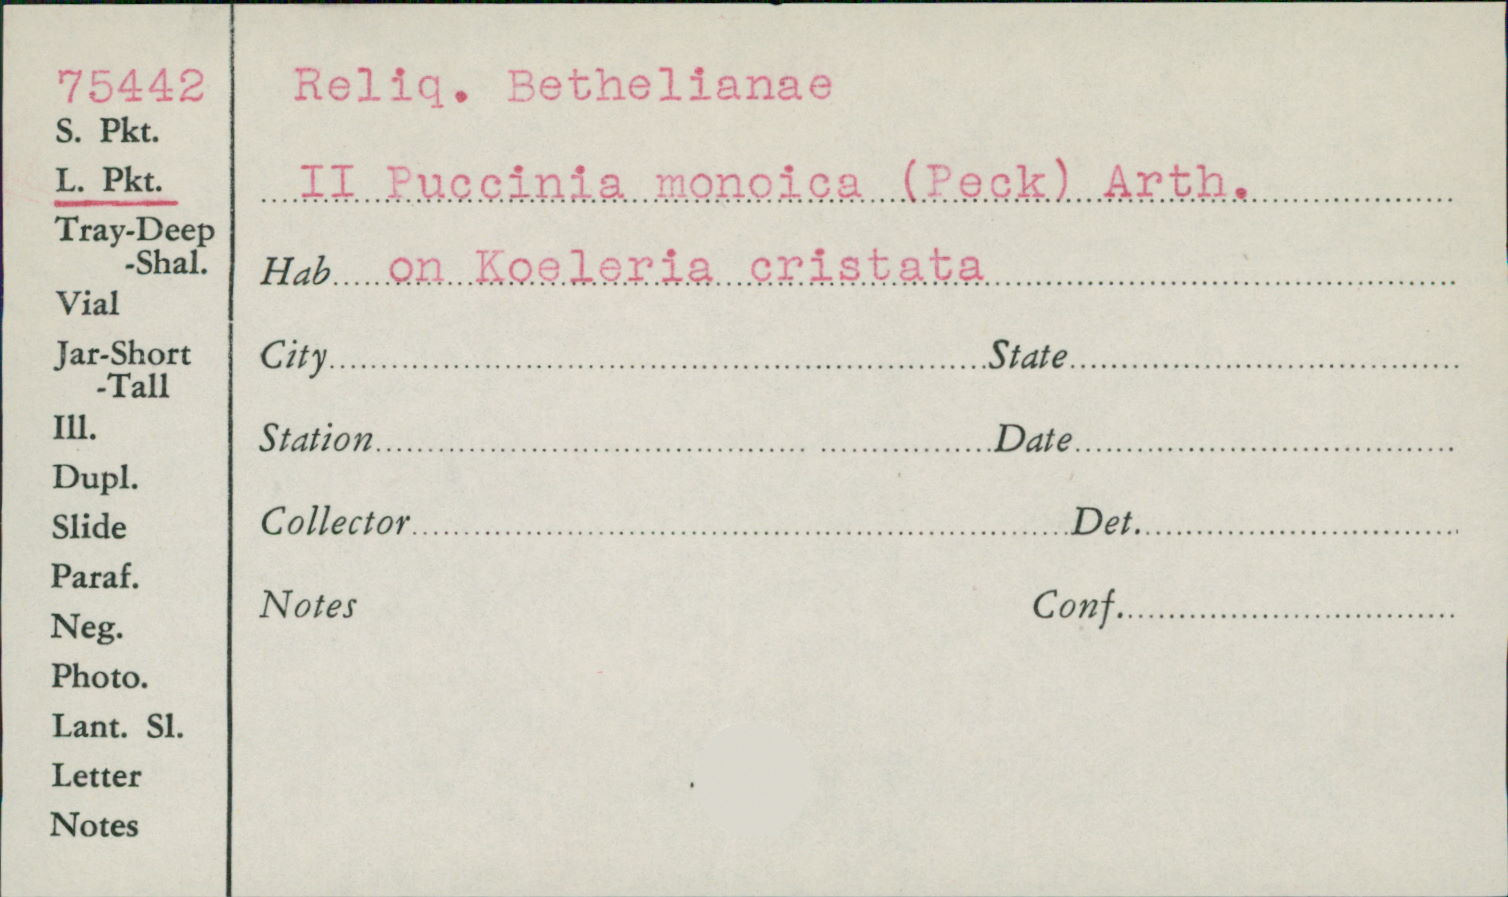 75442
S. Pkt.
L. Pkt.
Tray-Deep
-Shal.
Vial
Jar-Short
-Tall
Ill.
Dupl.
Slide
Paraf.
Neg.
Photo.
Lant. Sl.
Letter
Notes
Reliq. Bethelianae
II Puccinia monoica (Peck) Arth.
Hab on Koeleria cristata
City State
Station Date
Collector Det.
Notes Conf.